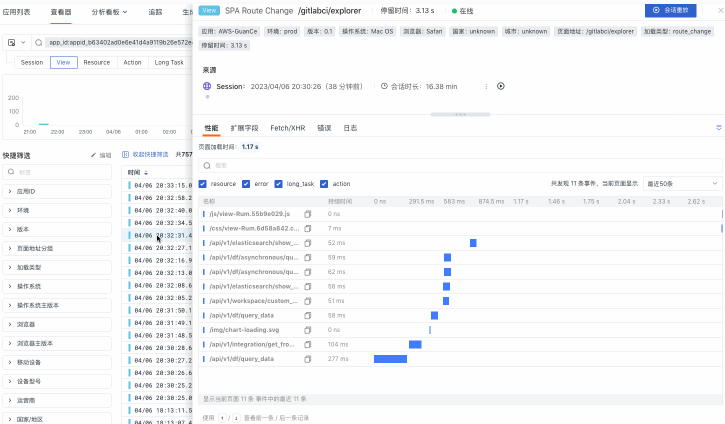 应用列表 查看器 分析看板 追踪 生
app_id:appid_b63402ad0e6e41d4a9119b26e572e
Session View Resource Action Long Task
200
100
0
21:00 22:00 23:00 04/06 01:00 02:00
快捷筛选 编辑
标签
应用ID
环境
版本
页面地址分组
加载类型
操作系统
操作系统主版本
浏览器
浏览器主版本
移动设备
设备型号
运营商
国家/地区
收起快捷筛选 共757
时间
04/06 20:33:15.0
04/06 20:32:58.2
04/06 20:32:40.0
04/06 20:32:34.5
04/06 20:32:31.4
04/06 20:32:27.1
04/06 20:32:16.9
04/06 20:32:13.0
04/06 20:32:08.6
04/06 20:32:05.2
04/06 20:31:50.1
04/06 20:31:49.1
04/06 20:31:48.5
04/06 20:30:28.6
04/06 20:30:27.2
04/06 20:30:26.6
04/06 20:30:25.2
04/06 20:30:25.0
04/06 18:13:11.5
04/06 18:13:07.4
View SPA Route Change /gitlabci/explorer 停留时间：3.13 s 在线 会话重放
应用: AWS-GuanCe 环境: prod 版本: 0.1 操作系统: Mac OS 浏览器: Safari 国家: unknown 城市: unknown 页面地址: /gitlabci/explorer 加载类型: route_change
停留时间: 3.13 s
来源
Session: 2023/04/06 20:30:26（38 分钟前） 会话时长：16.38 min
性能 扩展字段 Fetch/XHR 错误 日志
页面加载时间： 1.17 s
搜索
resource error long_task action 共发现 11 条事件，当前页面显示 最近50条
名称 持续时间 0 ns 291.5 ms 583 ms 874.5 ms 1.17 s 1.46 s 1.75 s 2.04 s 2.33 s 2.62 s
/js/view-Rum.55b9e029.js 0 ns
/css/view-Rum.6d58a842.c... 7 ms
/api/v1/elasticsearch/show_... 52 ms
/api/v1/df/asynchronous/qu... 59 ms
/api/v1/df/asynchronous/qu... 62 ms
/api/v1/elasticsearch/show_... 56 ms
/api/v1/workspace/custom_... 51 ms
/api/v1/df/query_data 58 ms
/img/chart-loading.svg 0 ns
/api/v1/integration/get_fro... 104 ms
/api/v1/df/query_data 277 ms
显示当前页面 11 条 事件中的最近 11 条
使用 ↑ / ↓ 查看前一条 / 后一条记录